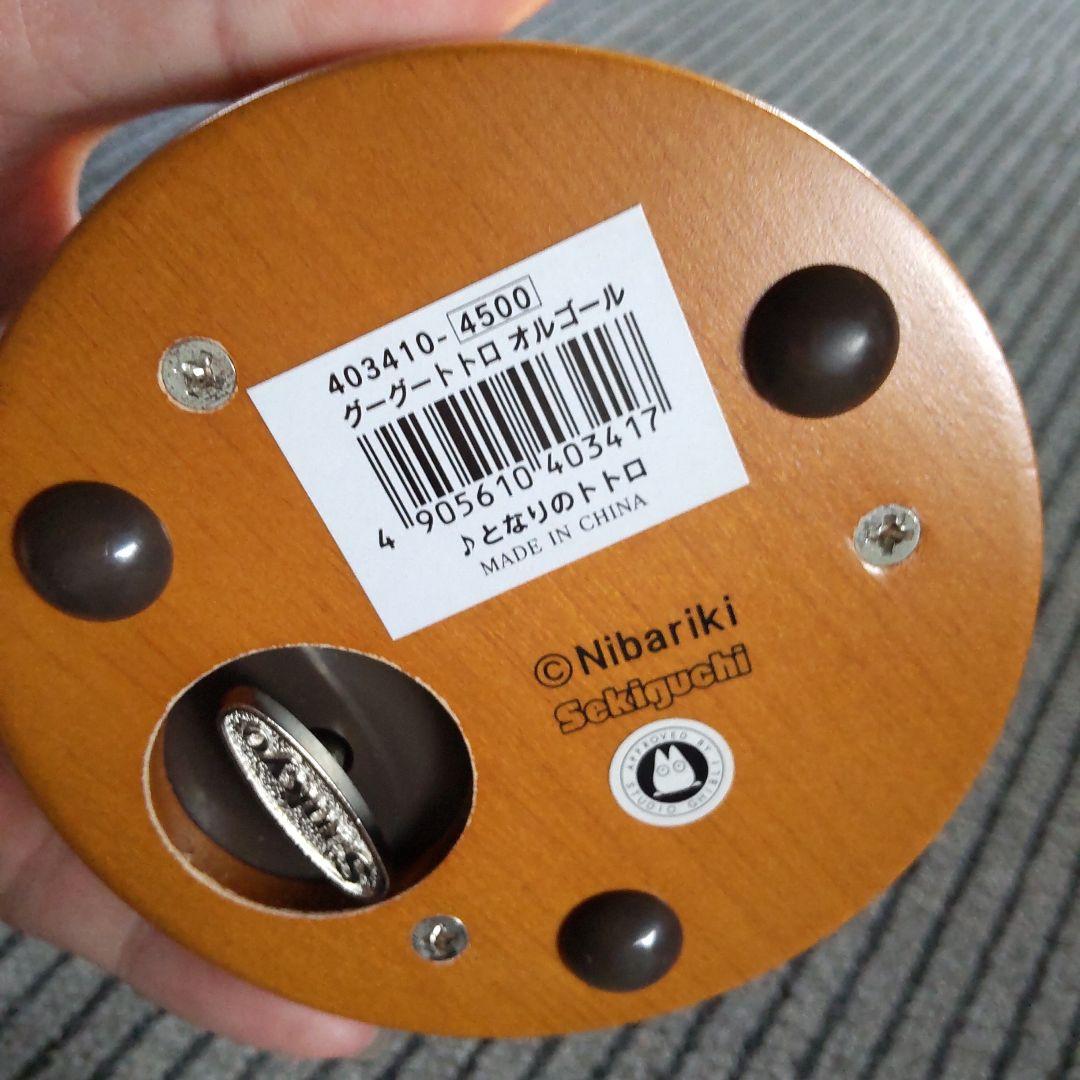 403410-4500
グーグートトロ オルゴール
4 905610 403417
♪となりのトトロ
MADE IN CHINA
©Nibariki
Sekiguchi
APPROVED BY
STUDIO GHIBLI
Sankyo